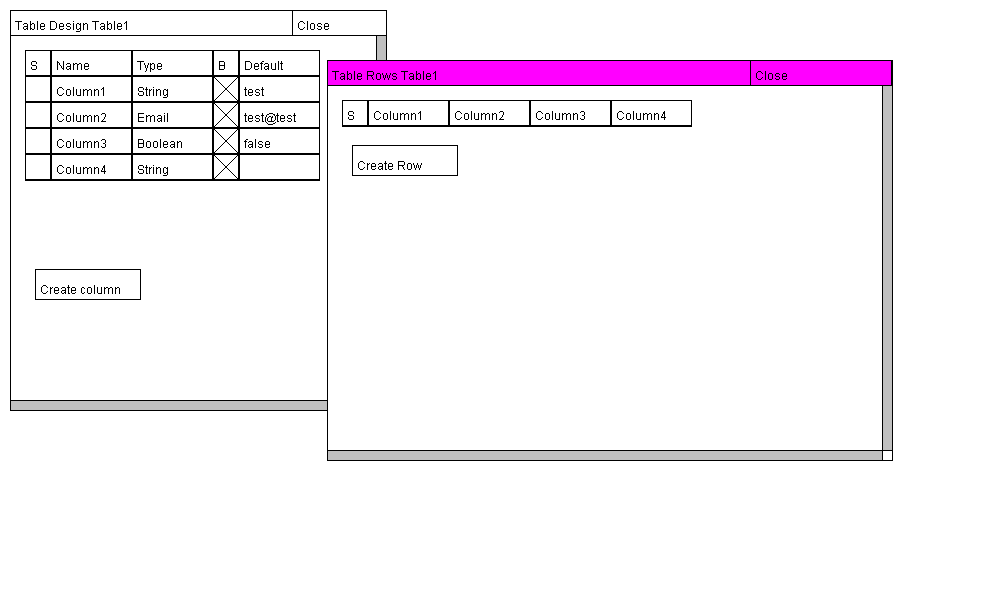 Table Design Table1 Close
S Name Type B Default
Column1 String test
Column2 Email test@test
Column3 Boolean false
Column4 String
Create column
Table Rows Table1 Close
S Column1 Column2 Column3 Column4
Create Row